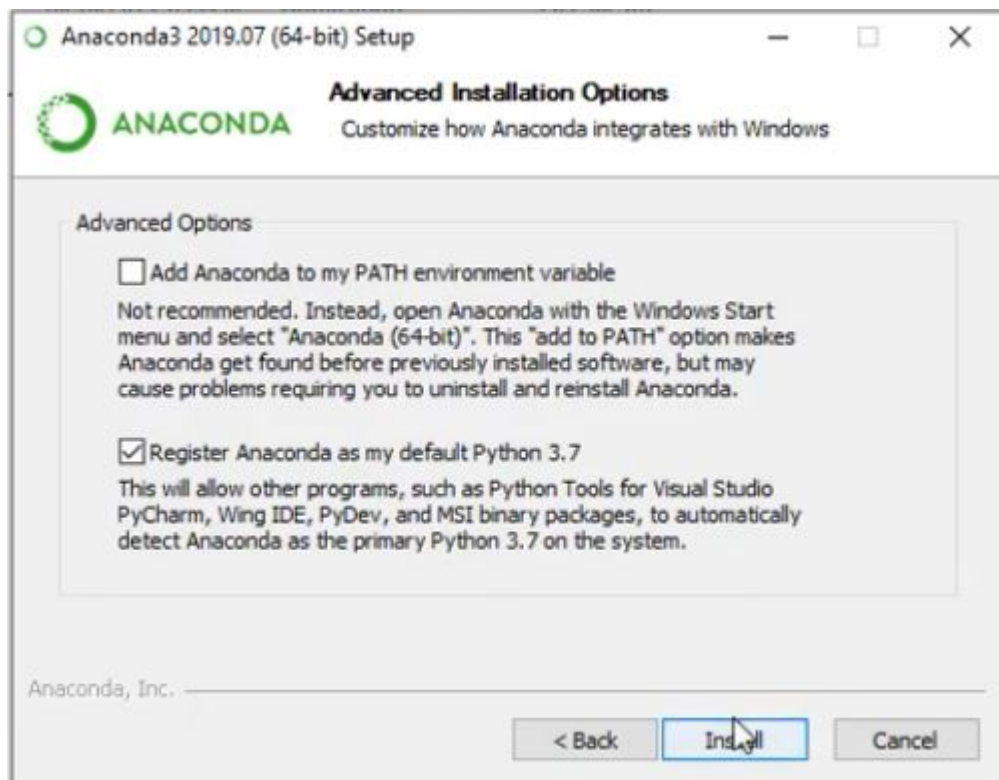 Anaconda3 2019.07 (64-bit) Setup
ANACONDA
Advanced Installation Options
Customize how Anaconda integrates with Windows
Advanced Options
Add Anaconda to my PATH environment variable
Not recommended. Instead, open Anaconda with the Windows Start
menu and select "Anaconda (64-bit)". This "add to PATH" option makes
Anaconda get found before previously installed software, but may
cause problems requiring you to uninstall and reinstall Anaconda.
Register Anaconda as my default Python 3.7
This will allow other programs, such as Python Tools for Visual Studio
PyCharm, Wing IDE, PyDev, and MSI binary packages, to automatically
detect Anaconda as the primary Python 3.7 on the system.
Anaconda, Inc.
< Back
Install
Cancel